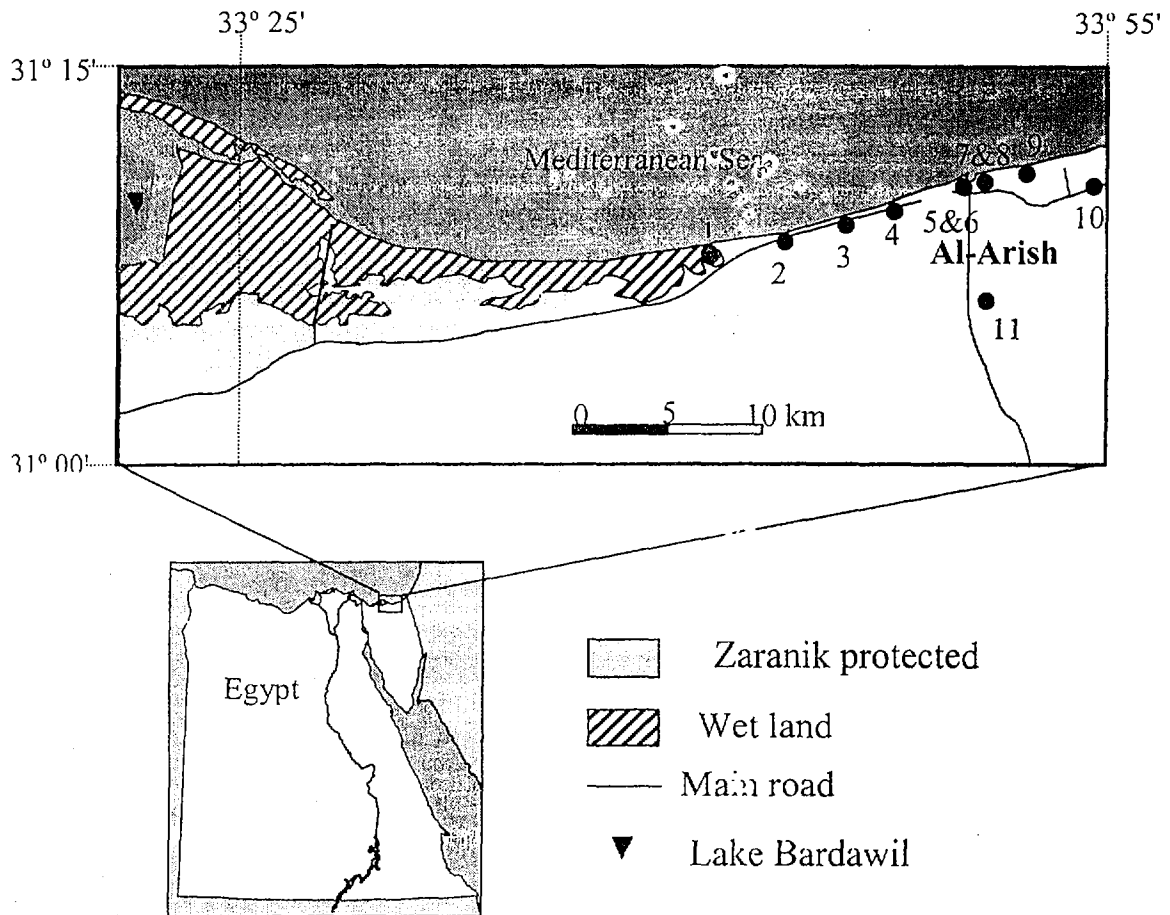 33° 25'
33° 55'
31° 15'
Mediterranean Sea
7&8
9
1
2
3
4
5&6
10
Al-Arish
11
0 5 10 km
31° 00'
Egypt
Zaranik protected
Wet land
Main road
Lake Bardawil